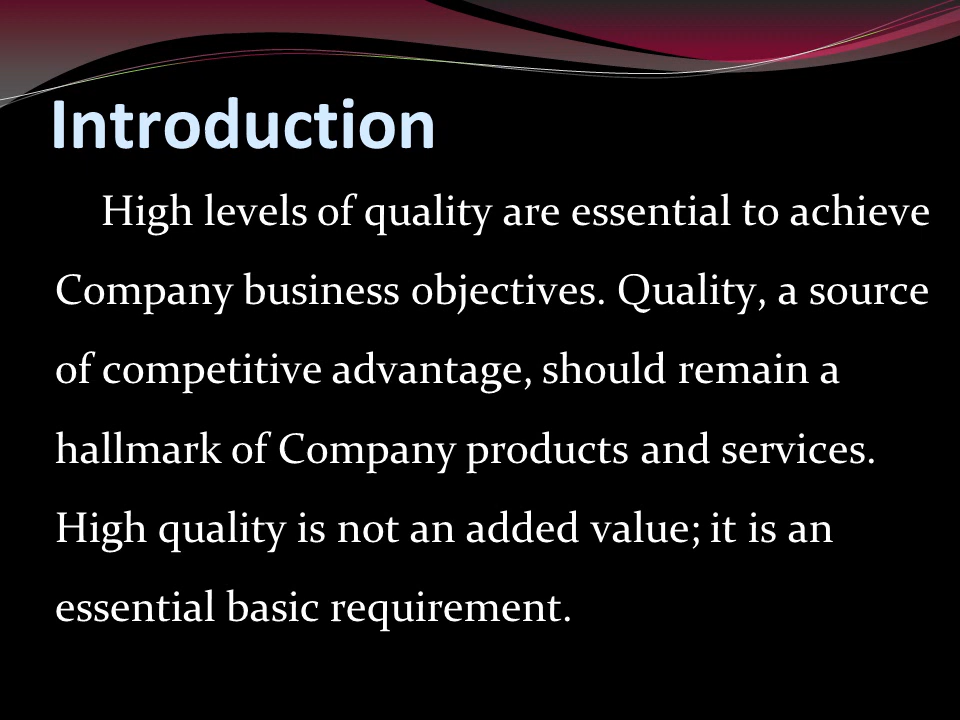 Introduction
High levels of quality are essential to achieve
Company business objectives. Quality, a source
of competitive advantage, should remain a
hallmark of Company products and services.
High quality is not an added value; it is an
essential basic requirement.